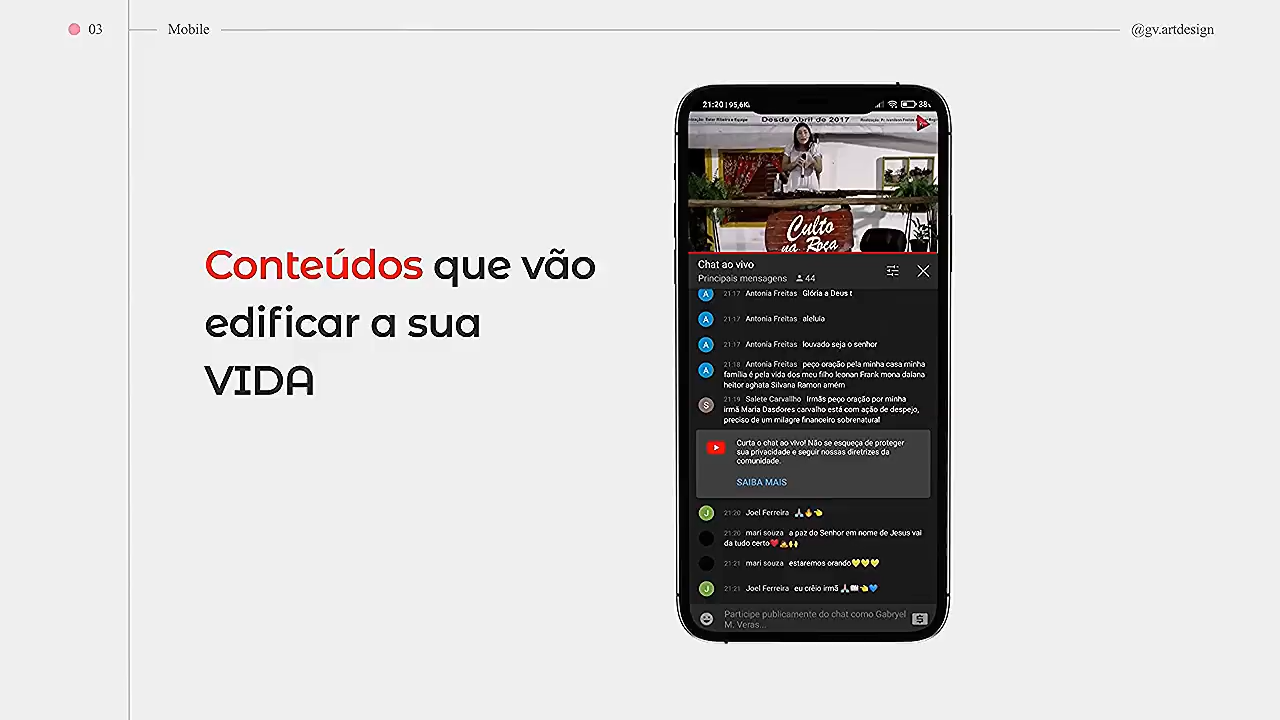 03
Mobile
@gv.artdesign
Conteúdos que vão
edificar a sua
VIDA
21:20 | 95,6K
38
Desde Abril de 2017
Culto
na Roça
Chat ao vivo
Principais mensagens 44
A 21:17 Antonia Freitas Glória a Deus t
A 21:17 Antonia Freitas aleluia
A 21:17 Antonia Freitas louvado seja o senhor
A 21:18 Antonia Freitas peço oração pela minha casa minha
família é pela vida dos meu filho leonan Frank mona daiana
heitor aghata Silvana Ramon amém
S 21:19 Salete Carvallho Irmãs peço oração por minha
irmã Maria Dasdores carvalho está com ação de despejo,
preciso de um milagre financeiro sobrenatural
Curta o chat ao vivo! Não se esqueça de proteger
sua privacidade e seguir nossas diretrizes da
comunidade.
SAIBA MAIS
J 21:20 Joel Ferreira 🙏🔥👈
21:20 mari souza a paz do Senhor em nome de Jesus vai
da tudo certo❤️🙏🙌
21:21 mari souza estaremos orando💛💛💛
J 21:21 Joel Ferreira eu crêio irmã 🙏📖👈💙
Participe publicamente do chat como Gabryel
M. Veras...